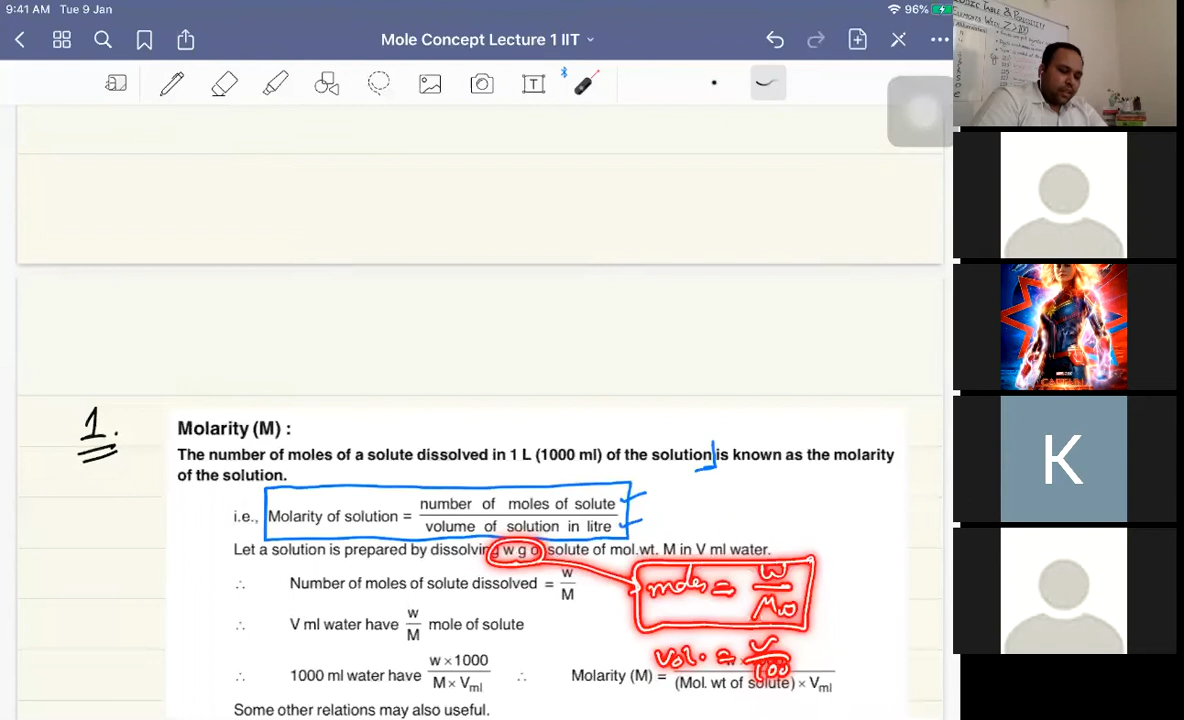 9:41 AM Tue 9 Jan
96%
Mole Concept Lecture 1 IIT
T
1.
Molarity (M) :
The number of moles of a solute dissolved in 1 L (1000 ml) of the solution is known as the molarity
of the solution.
i.e., Molarity of solution = number of moles of solute / volume of solution in litre
Let a solution is prepared by dissolving w g of solute of mol.wt. M in V ml water.
∴ Number of moles of solute dissolved = w/M
moles = W/Mo
∴ V ml water have w/M mole of solute
vol. = V/100
∴ 1000 ml water have w×1000 / M×Vml ∴ Molarity (M) = / (Mol. wt of solute) × Vml
Some other relations may also useful.
K